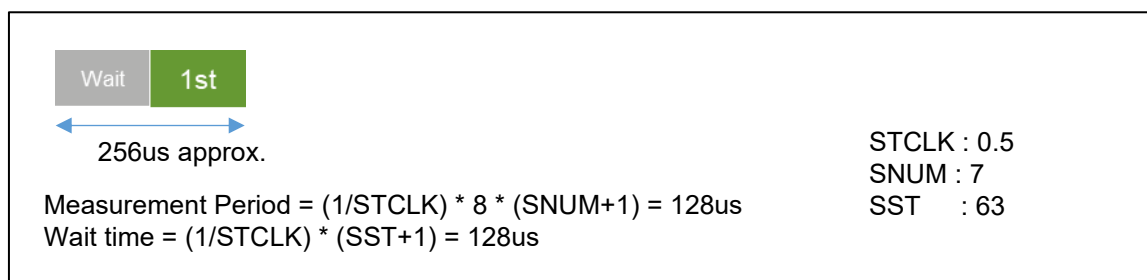 Wait 1st
256us approx.
STCLK : 0.5
SNUM : 7
SST : 63
Measurement Period = (1/STCLK) * 8 * (SNUM+1) = 128us
Wait time = (1/STCLK) * (SST+1) = 128us